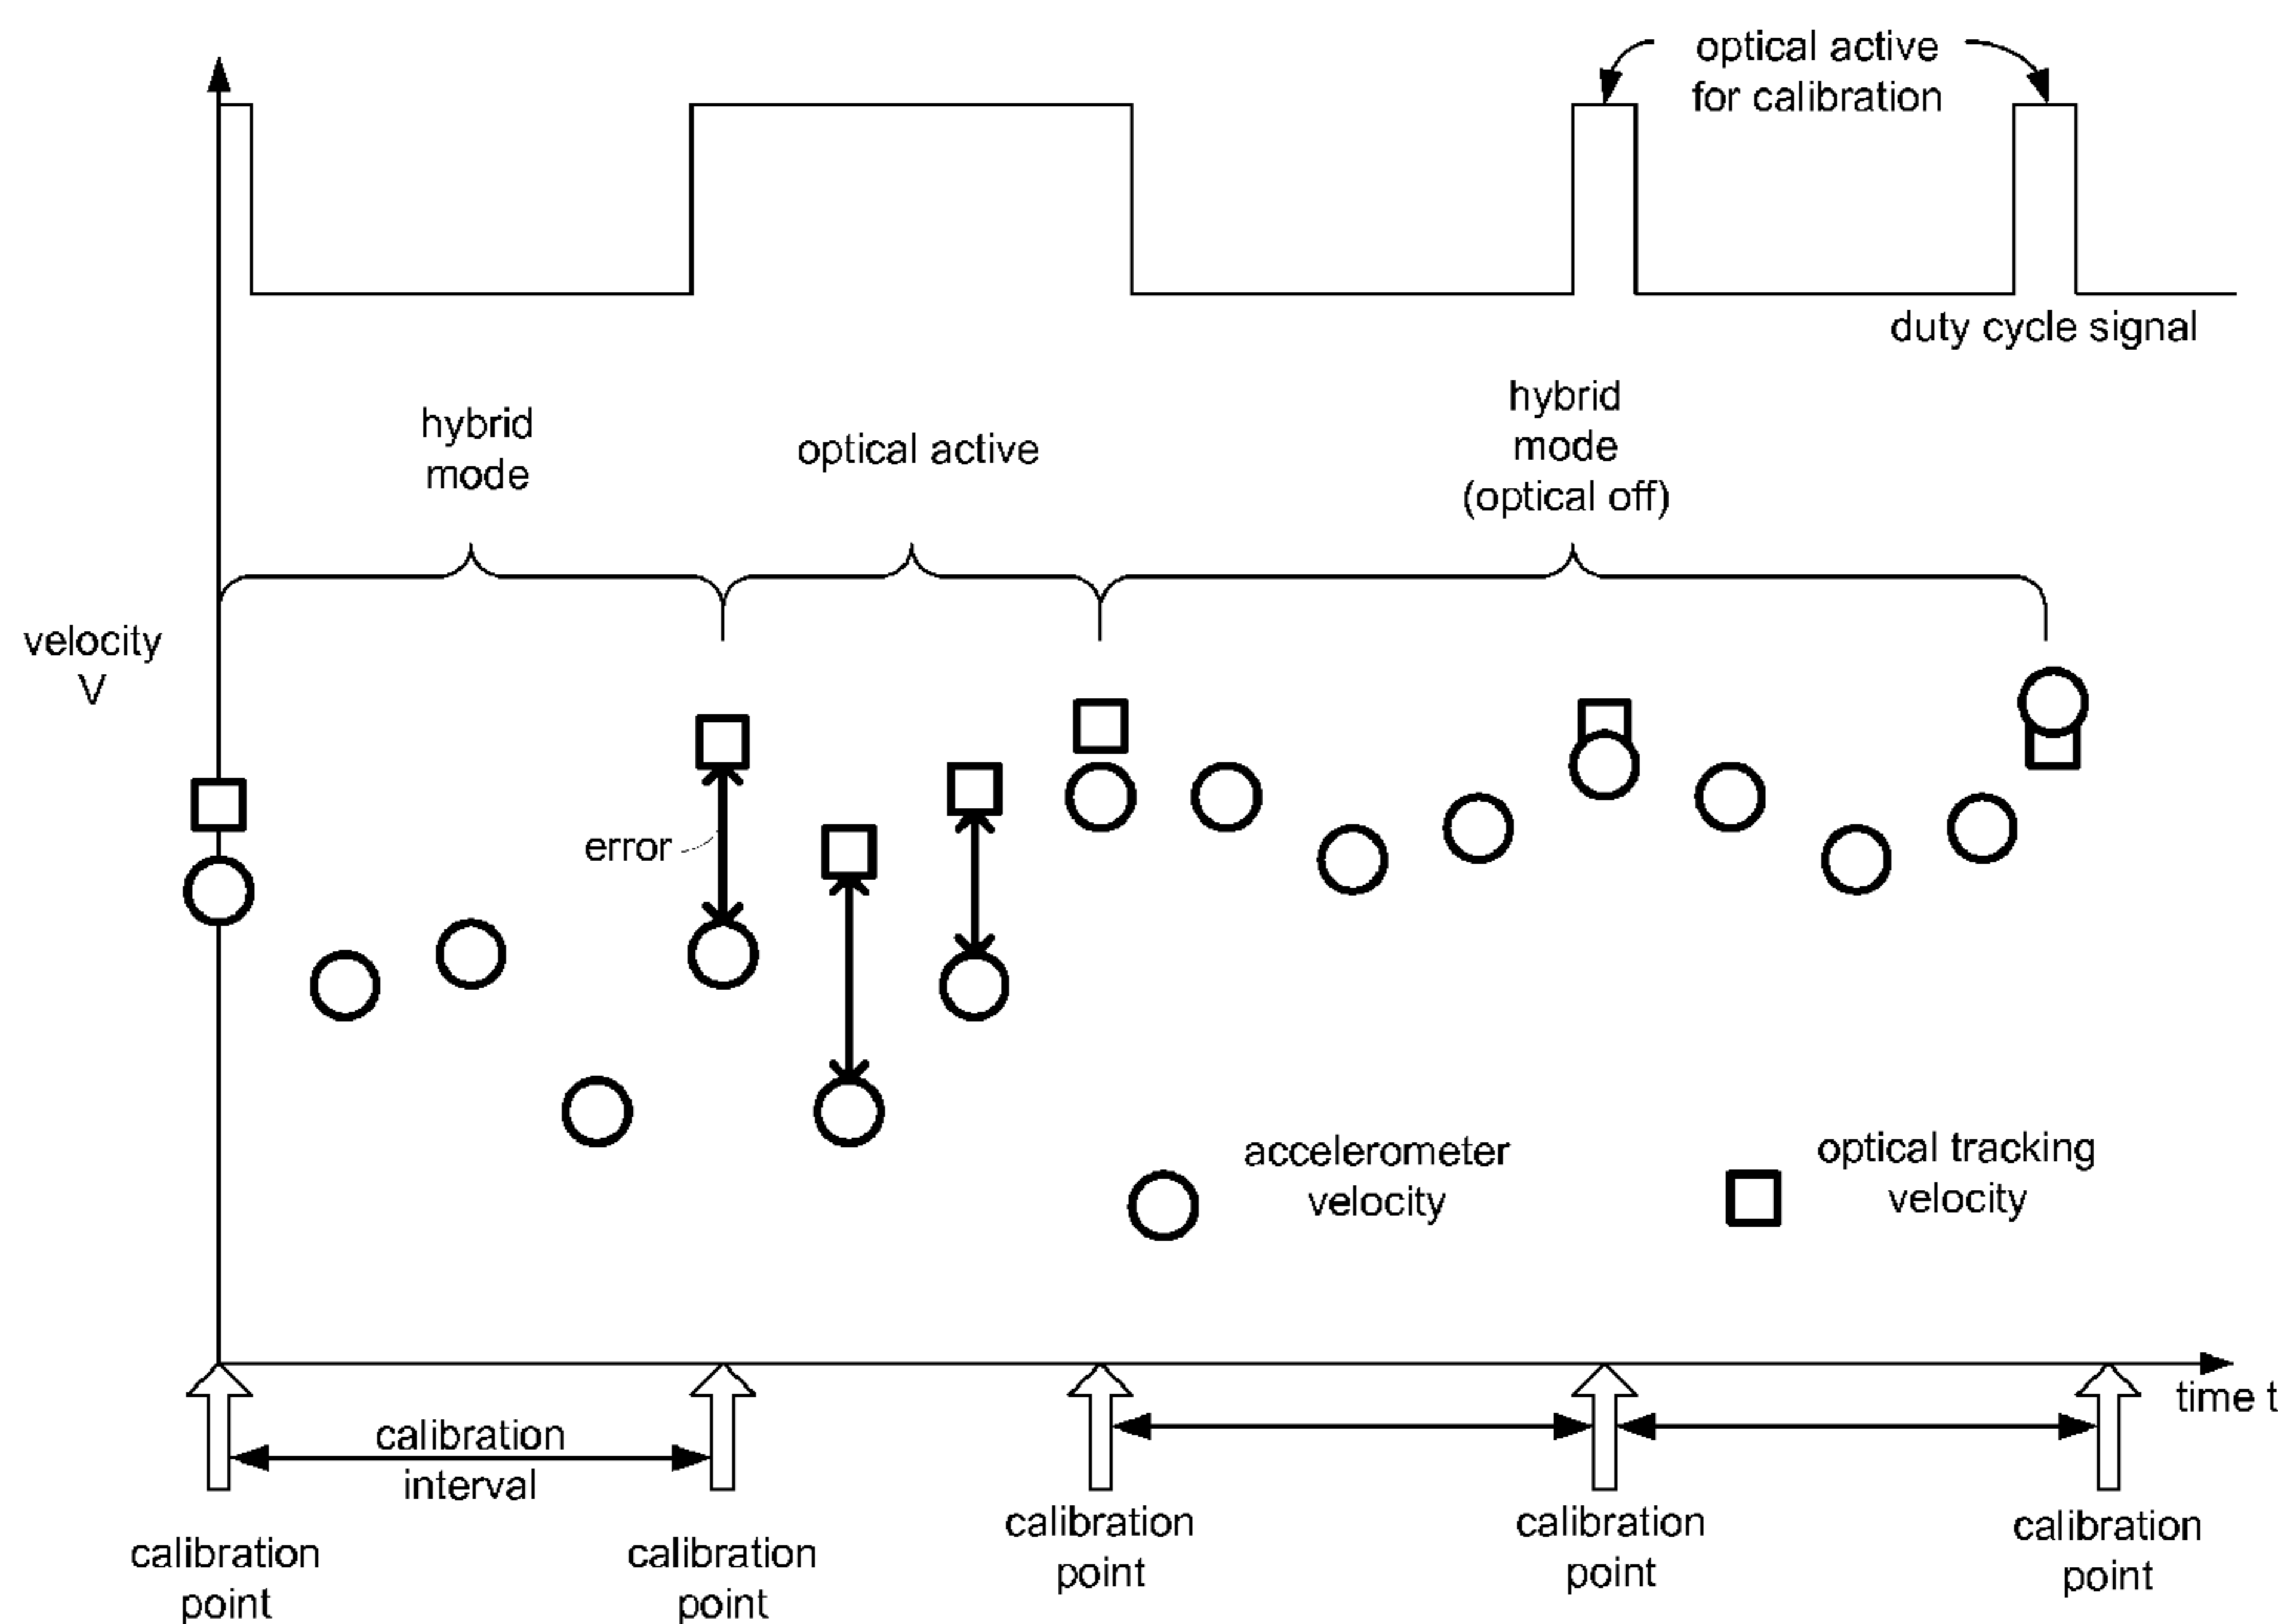 optical active
for calibration
duty cycle signal
hybrid
mode
optical active
hybrid
mode
(optical off)
velocity
V
error
accelerometer
velocity
optical tracking
velocity
time t
calibration
interval
calibration
point
calibration
point
calibration
point
calibration
point
calibration
point